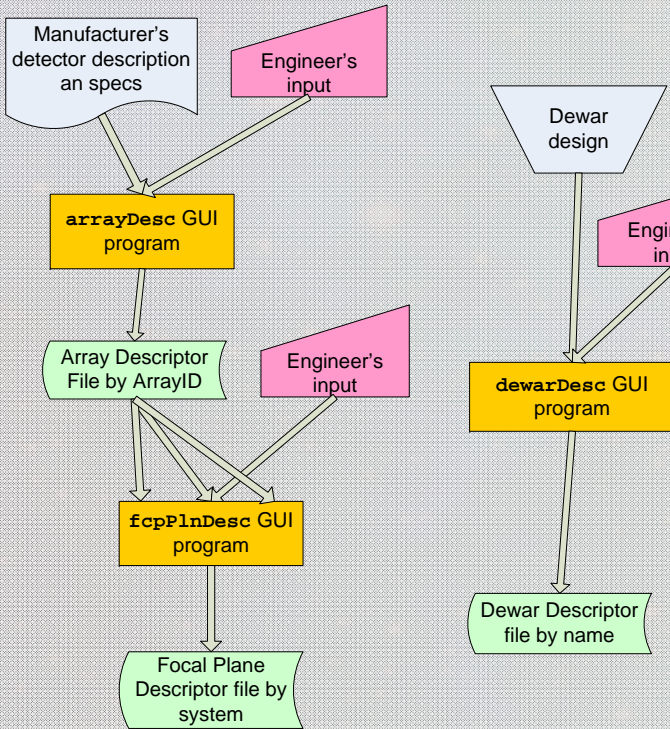 Manufacturer's
detector description
an specs
Engineer's
input
Dewar
design
arrayDesc GUI
program
Array Descriptor
File by ArrayID
Engineer's
input
dewarDesc GUI
program
fcpPlnDesc GUI
program
Dewar Descriptor
file by name
Focal Plane
Descriptor file by
system